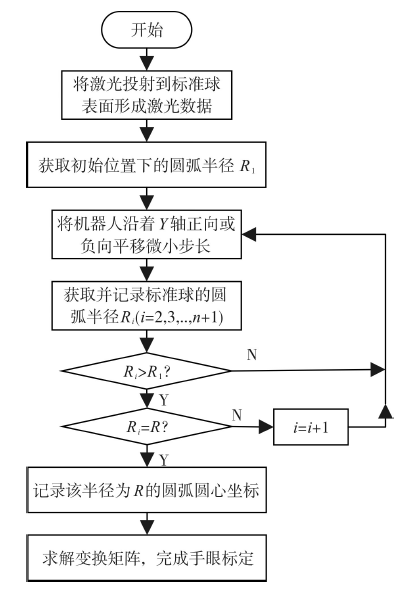 开始
将激光投射到标准球
表面形成激光数据
获取初始位置下的圆弧半径 R₁
将机器人沿着 Y 轴正向或
负向平移微小步长
获取并记录标准球的圆
弧半径Rᵢ(i=2,3,..,n+1)
Rᵢ>R₁?
N
Y
Rᵢ=R?
N
i=i+1
Y
记录该半径为 R的圆弧圆心坐标
求解变换矩阵，完成手眼标定